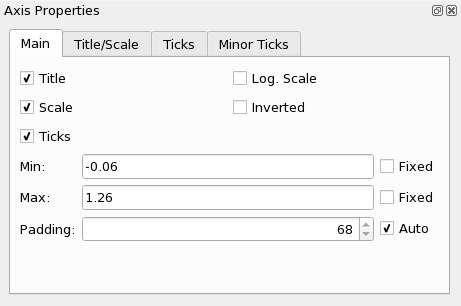 Axis Properties
Main Title/Scale Ticks Minor Ticks
Title Log. Scale
Scale Inverted
Ticks
Min: -0.06 Fixed
Max: 1.26 Fixed
Padding: 68 Auto